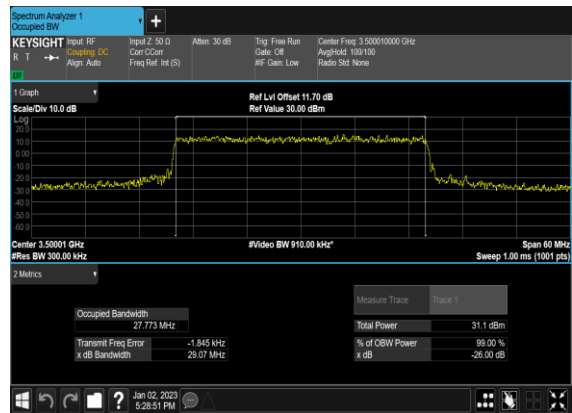 Spectrum Analyzer 1
Occupied BW
KEYSIGHT
R T
Input: RF
Coupling: DC
Align: Auto
Input Z: 50 Ω
Corr CCorr
Freq Ref: Int (S)
Atten: 30 dB
Trig: Free Run
Gate: Off
#IF Gain: Low
Center Freq: 3.500010000 GHz
Avg|Hold: 100/100
Radio Std: None
1 Graph
Scale/Div 10.0 dB
Ref Lvl Offset 11.70 dB
Ref Value 30.00 dBm
Log
20.0
10.0
0.00
-10.0
-20.0
-30.0
-40.0
-50.0
-60.0
Center 3.50001 GHz
#Res BW 300.00 kHz
#Video BW 910.00 kHz*
Span 60 MHz
Sweep 1.00 ms (1001 pts)
2 Metrics
Measure Trace
Trace 1
Occupied Bandwidth
27.773 MHz
Total Power
31.1 dBm
Transmit Freq Error
-1.845 kHz
% of OBW Power
99.00 %
x dB Bandwidth
29.07 MHz
x dB
-26.00 dB
Jan 02, 2023
5:28:51 PM